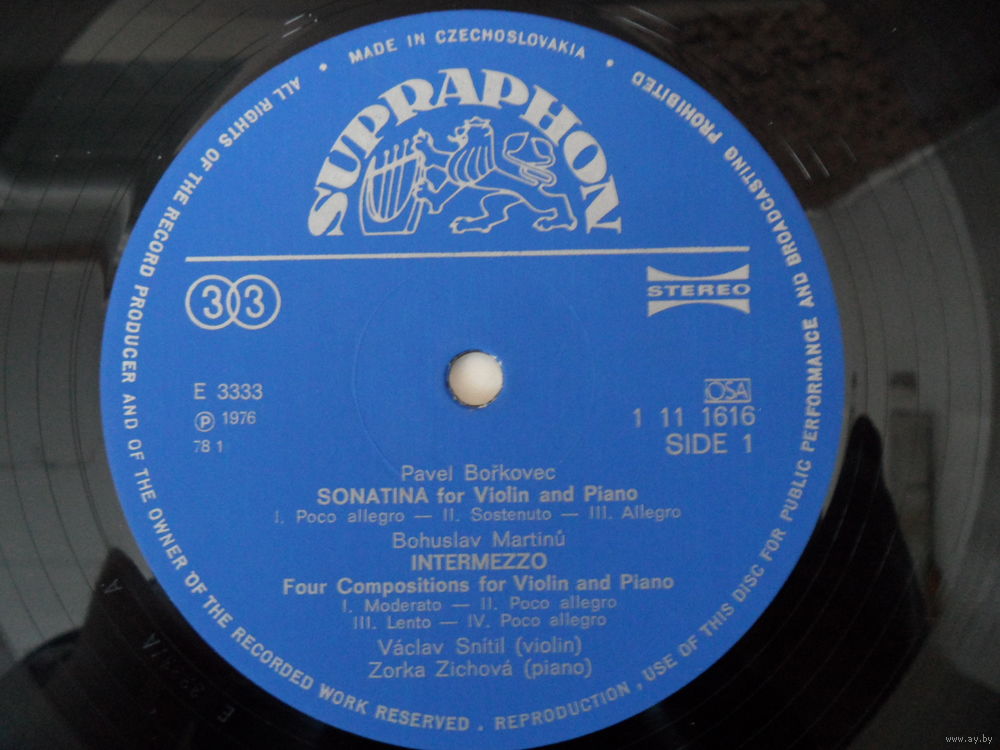 MADE IN CZECHOSLOVAKIA
ALL RIGHTS OF THE RECORD PRODUCER AND OF THE OWNER OF THE RECORDED WORK RESERVED . REPRODUCTION , USE OF THIS DISC FOR PUBLIC PERFORMANCE AND BROADCASTING PROHIBITED
SUPRAPHON
33
STEREO
E 3333
℗ 1976
78 1
OSA
1 11 1616
SIDE 1
Pavel Bořkovec
SONATINA for Violin and Piano
I. Poco allegro — II. Sostenuto — III. Allegro
Bohuslav Martinů
INTERMEZZO
Four Compositions for Violin and Piano
I. Moderato — II. Poco allegro
III. Lento — IV. Poco allegro
Václav Snítil (violin)
Zorka Zichová (piano)
www.ay.by